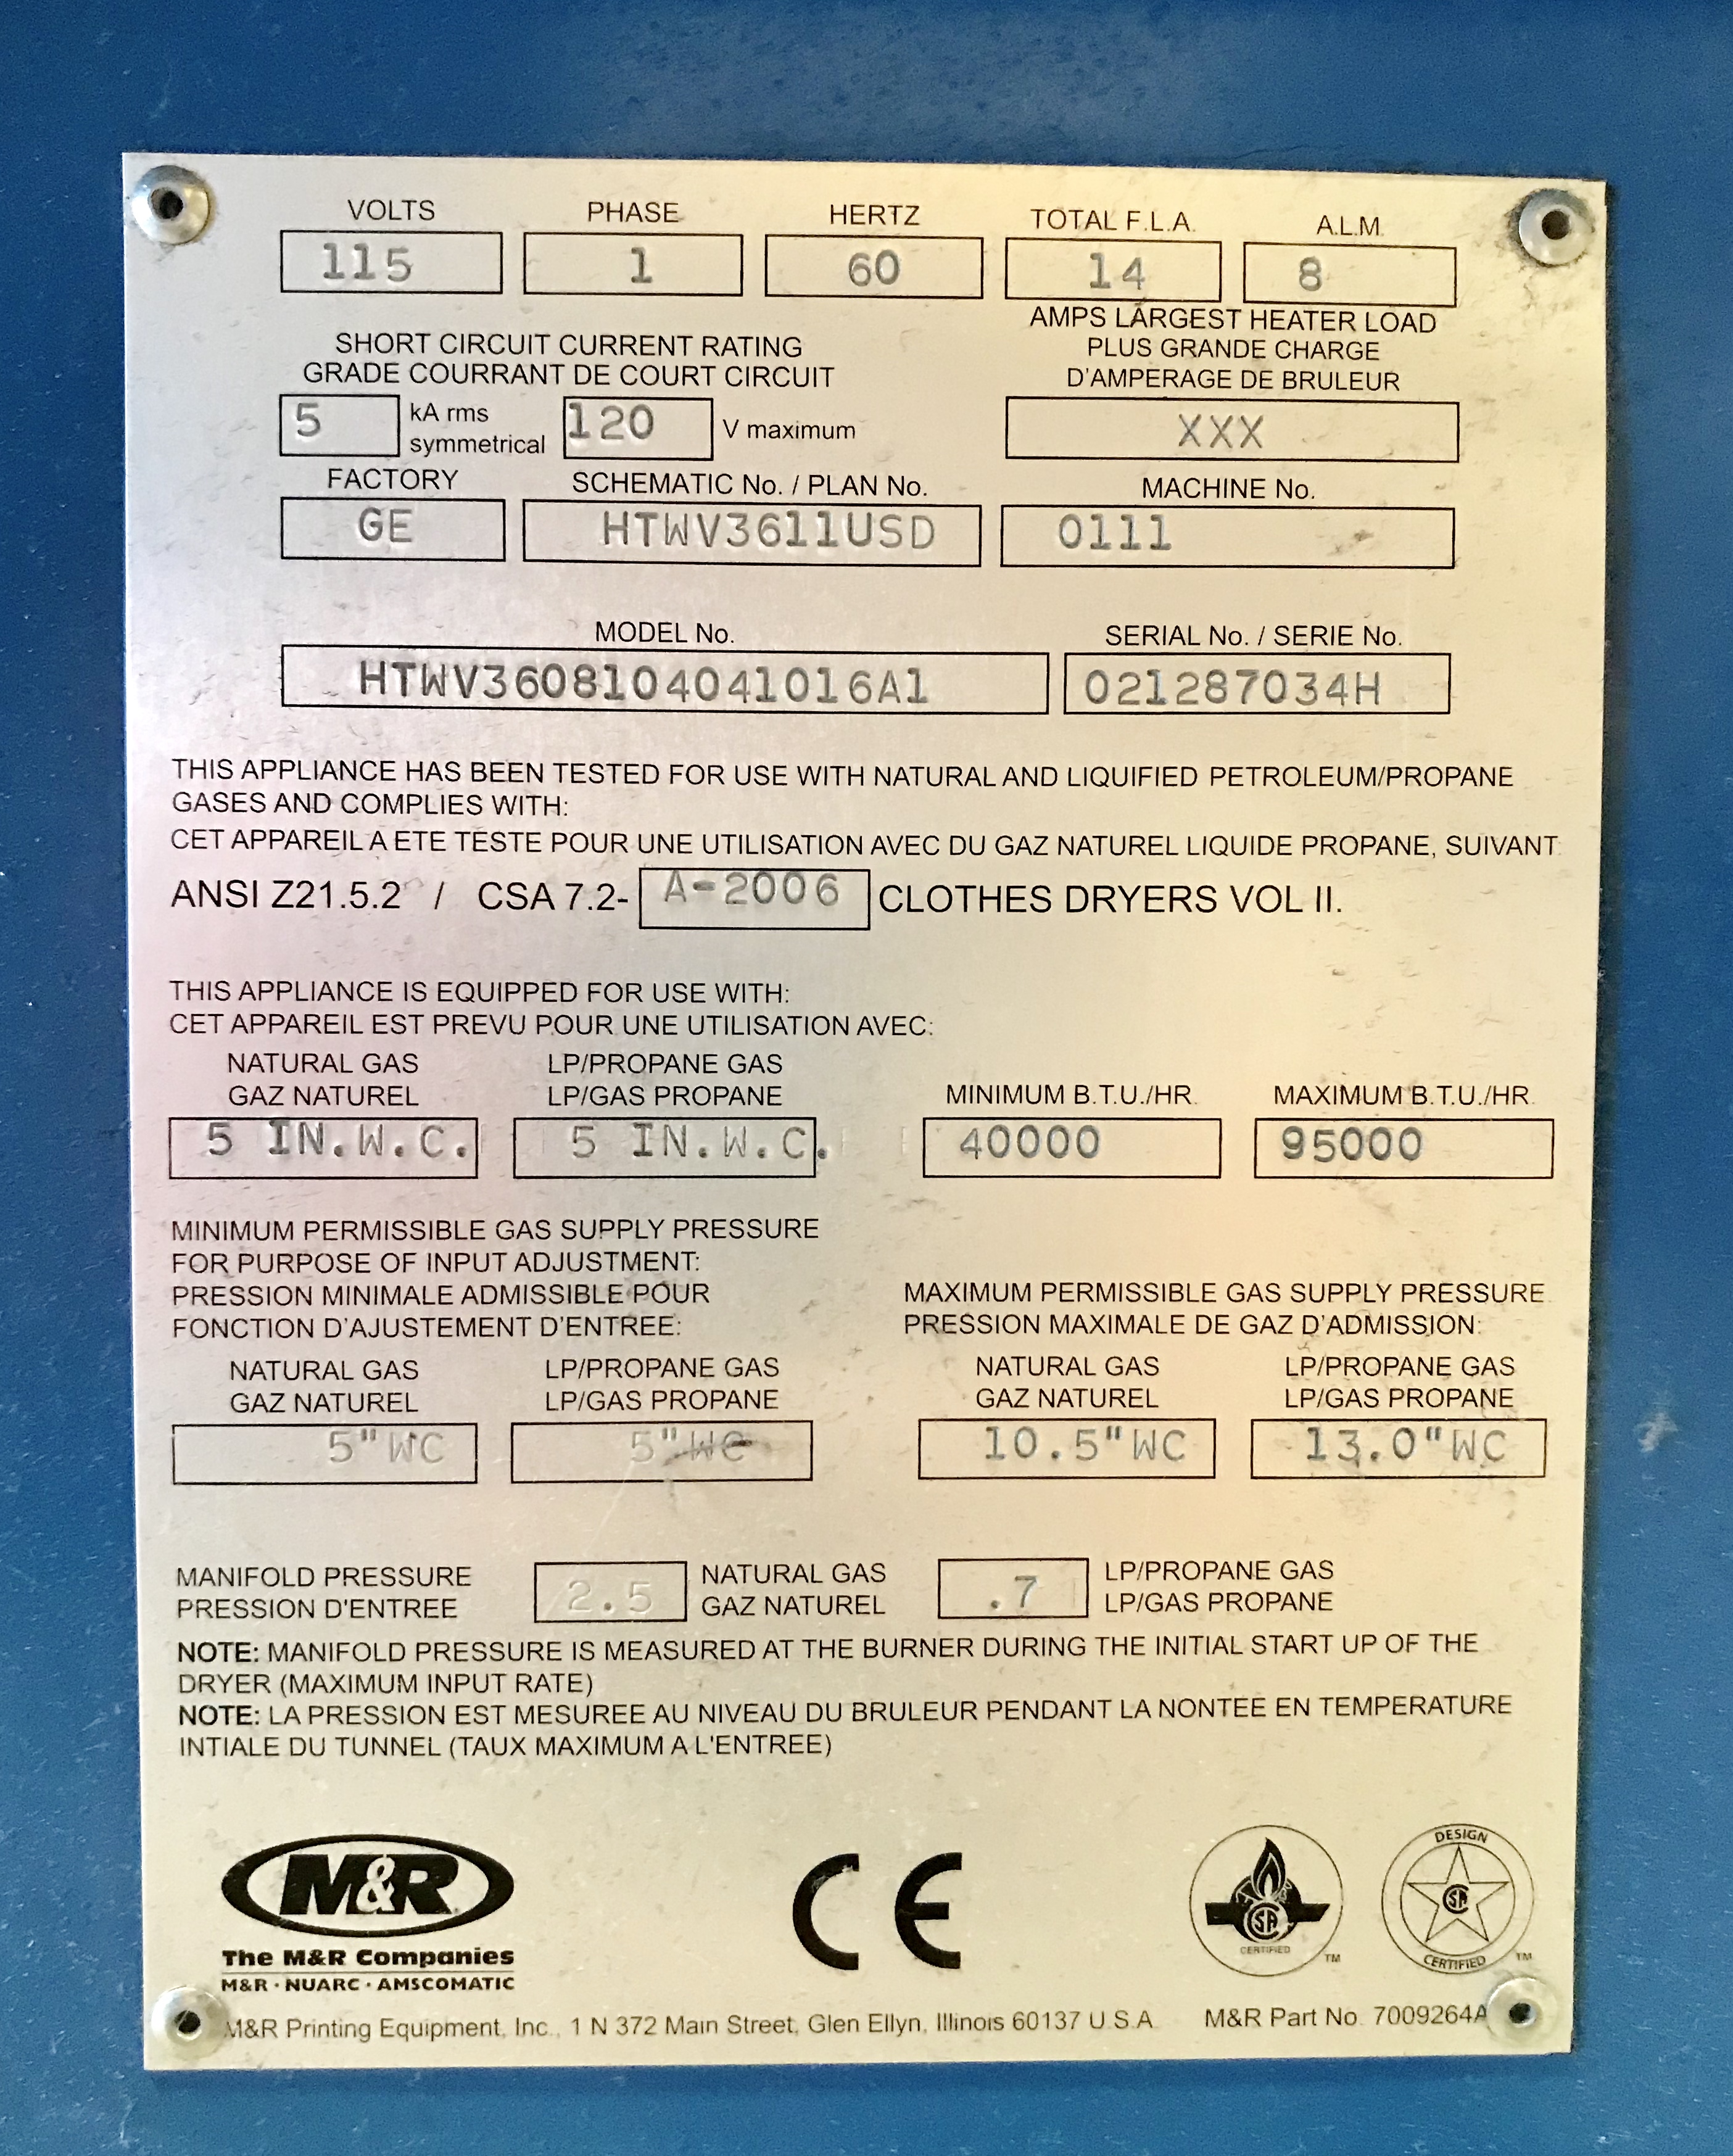 VOLTS PHASE HERTZ TOTAL F.L.A. A.L.M.
115 1 60 14 8
AMPS LARGEST HEATER LOAD
PLUS GRANDE CHARGE
D'AMPERAGE DE BRULEUR
XXX
SHORT CIRCUIT CURRENT RATING
GRADE COURRANT DE COURT CIRCUIT
5 kA rms symmetrical 120 V maximum
FACTORY SCHEMATIC No. / PLAN No. MACHINE No.
GE HTWV3611USD 0111
MODEL No. SERIAL No. / SERIE No.
HTWV3608104041016A1 021287034H
THIS APPLIANCE HAS BEEN TESTED FOR USE WITH NATURAL AND LIQUIFIED PETROLEUM/PROPANE
GASES AND COMPLIES WITH:
CET APPAREIL A ETE TESTE POUR UNE UTILISATION AVEC DU GAZ NATUREL LIQUIDE PROPANE, SUIVANT:
ANSI Z21.5.2 / CSA 7.2- A-2006 CLOTHES DRYERS VOL II.
THIS APPLIANCE IS EQUIPPED FOR USE WITH:
CET APPAREIL EST PREVU POUR UNE UTILISATION AVEC:
NATURAL GAS LP/PROPANE GAS
GAZ NATUREL LP/GAS PROPANE MINIMUM B.T.U./HR. MAXIMUM B.T.U./HR.
5 IN.W.C. 5 IN.W.C. 40000 95000
MINIMUM PERMISSIBLE GAS SUPPLY PRESSURE
FOR PURPOSE OF INPUT ADJUSTMENT:
PRESSION MINIMALE ADMISSIBLE POUR
FONCTION D'AJUSTEMENT D'ENTREE:
MAXIMUM PERMISSIBLE GAS SUPPLY PRESSURE
PRESSION MAXIMALE DE GAZ D'ADMISSION:
NATURAL GAS LP/PROPANE GAS NATURAL GAS LP/PROPANE GAS
GAZ NATUREL LP/GAS PROPANE GAZ NATUREL LP/GAS PROPANE
5"WC 5"WC 10.5"WC 13.0"WC
MANIFOLD PRESSURE 2.5 NATURAL GAS .7 LP/PROPANE GAS
PRESSION D'ENTREE GAZ NATUREL LP/GAS PROPANE
NOTE: MANIFOLD PRESSURE IS MEASURED AT THE BURNER DURING THE INITIAL START UP OF THE
DRYER (MAXIMUM INPUT RATE)
NOTE: LA PRESSION EST MESUREE AU NIVEAU DU BRULEUR PENDANT LA NONTEE EN TEMPERATURE
INTIALE DU TUNNEL (TAUX MAXIMUM A L'ENTREE)
M&R
The M&R Companies
M&R · NUARC · AMSCOMATIC
CE
SA
CERTIFIED
TM
DESIGN
SA
CERTIFIED
TM
M&R Printing Equipment, Inc., 1 N 372 Main Street, Glen Ellyn, Illinois 60137 U.S.A. M&R Part No. 7009264A